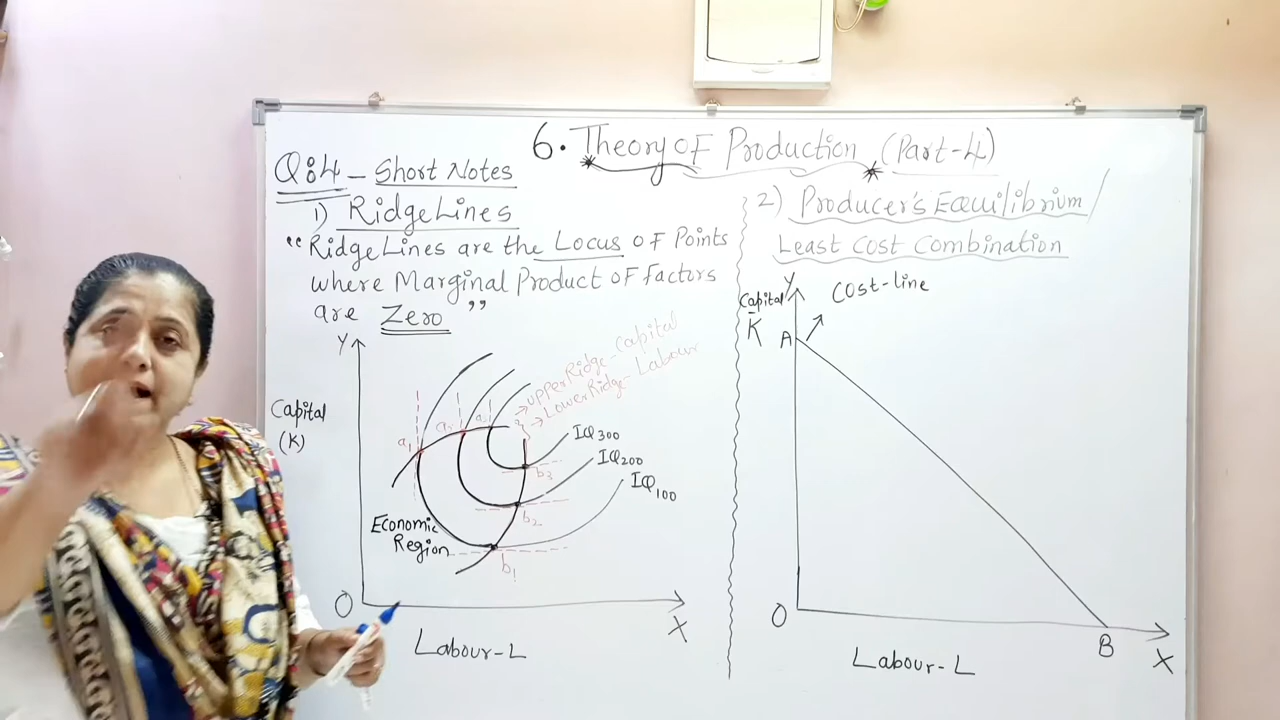 6. Theory of Production (Part-4)
Q:4 - Short Notes
1) Ridge Lines
"Ridge Lines are the Locus of Points
where Marginal Product of factors
are Zero"
Y
Capital
(K)
upper Ridge-Capital
Lower Ridge-Labour
a1
a2
a3
IQ300
IQ200
IQ100
b3
b2
b1
Economic
Region
O
X
Labour-L
2) Producer's Equilibrium/
Least Cost Combination
Y
Capital
K
Cost-line
A
O
B
X
Labour-L